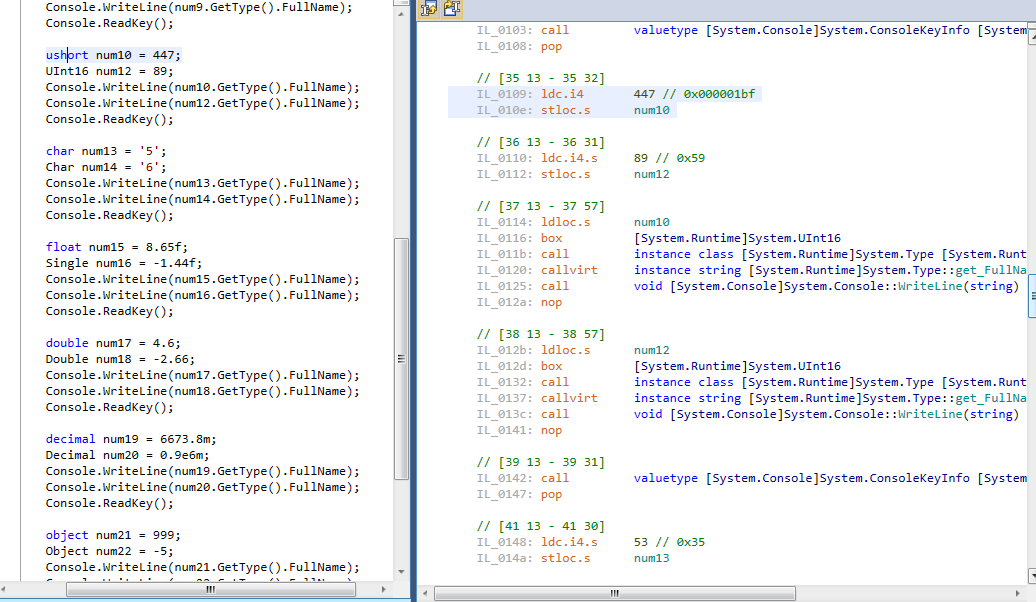 Console.WriteLine(num9.GetType().FullName);
Console.ReadKey();
ushort num10 = 447;
UInt16 num12 = 89;
Console.WriteLine(num10.GetType().FullName);
Console.WriteLine(num12.GetType().FullName);
Console.ReadKey();
char num13 = '5';
Char num14 = '6';
Console.WriteLine(num13.GetType().FullName);
Console.WriteLine(num14.GetType().FullName);
Console.ReadKey();
float num15 = 8.65f;
Single num16 = -1.44f;
Console.WriteLine(num15.GetType().FullName);
Console.WriteLine(num16.GetType().FullName);
Console.ReadKey();
double num17 = 4.6;
Double num18 = -2.66;
Console.WriteLine(num17.GetType().FullName);
Console.WriteLine(num18.GetType().FullName);
Console.ReadKey();
decimal num19 = 6673.8m;
Decimal num20 = 0.9e6m;
Console.WriteLine(num19.GetType().FullName);
Console.WriteLine(num20.GetType().FullName);
Console.ReadKey();
object num21 = 999;
Object num22 = -5;
Console.WriteLine(num21.GetType().FullName);
IL_0103: call valuetype [System.Console]System.ConsoleKeyInfo [System
IL_0108: pop
// [35 13 - 35 32]
IL_0109: ldc.i4 447 // 0x000001bf
IL_010e: stloc.s num10
// [36 13 - 36 31]
IL_0110: ldc.i4.s 89 // 0x59
IL_0112: stloc.s num12
// [37 13 - 37 57]
IL_0114: ldloc.s num10
IL_0116: box [System.Runtime]System.UInt16
IL_011b: call instance class [System.Runtime]System.Type [System.Runt
IL_0120: callvirt instance string [System.Runtime]System.Type::get_FullNa
IL_0125: call void [System.Console]System.Console::WriteLine(string)
IL_012a: nop
// [38 13 - 38 57]
IL_012b: ldloc.s num12
IL_012d: box [System.Runtime]System.UInt16
IL_0132: call instance class [System.Runtime]System.Type [System.Runt
IL_0137: callvirt instance string [System.Runtime]System.Type::get_FullNa
IL_013c: call void [System.Console]System.Console::WriteLine(string)
IL_0141: nop
// [39 13 - 39 31]
IL_0142: call valuetype [System.Console]System.ConsoleKeyInfo [System
IL_0147: pop
// [41 13 - 41 30]
IL_0148: ldc.i4.s 53 // 0x35
IL_014a: stloc.s num13